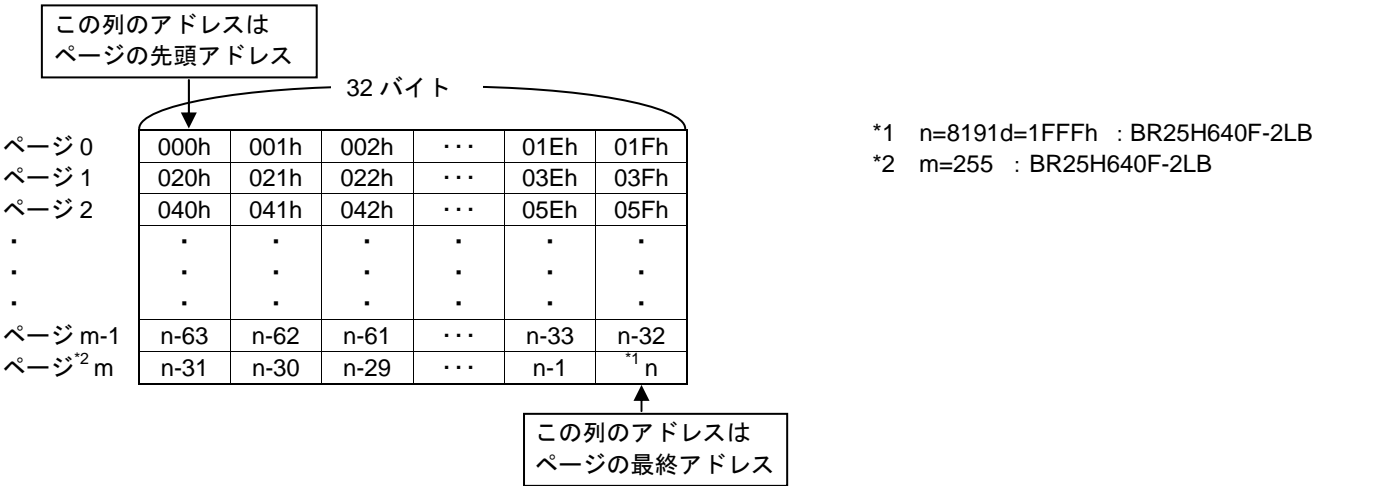 この列のアドレスは
ページの先頭アドレス
32 バイト
ページ 0 000h 001h 002h ・・・ 01Eh 01Fh
ページ 1 020h 021h 022h ・・・ 03Eh 03Fh
ページ 2 040h 041h 042h ・・・ 05Eh 05Fh
・ ・ ・ ・ ・ ・ ・
・ ・ ・ ・ ・ ・ ・
・ ・ ・ ・ ・ ・ ・
ページ m-1 n-63 n-62 n-61 ・・・ n-33 n-32
ページ*2 m n-31 n-30 n-29 ・・・ n-1 *1 n
この列のアドレスは
ページの最終アドレス
*1 n=8191d=1FFFh : BR25H640F-2LB
*2 m=255 : BR25H640F-2LB